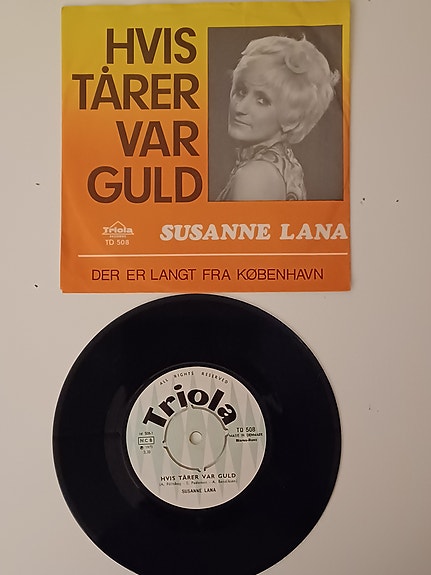 HVIS
TÅRER
VAR
GULD
Triola
TD 508
SUSANNE LANA
DER ER LANGT FRA KØBENHAVN
ALL RIGHTS RESERVED
Triola
TD 508
MADE IN DENMARK
NCB
HVIS TÅRER VAR GULD
SUSANNE LANA